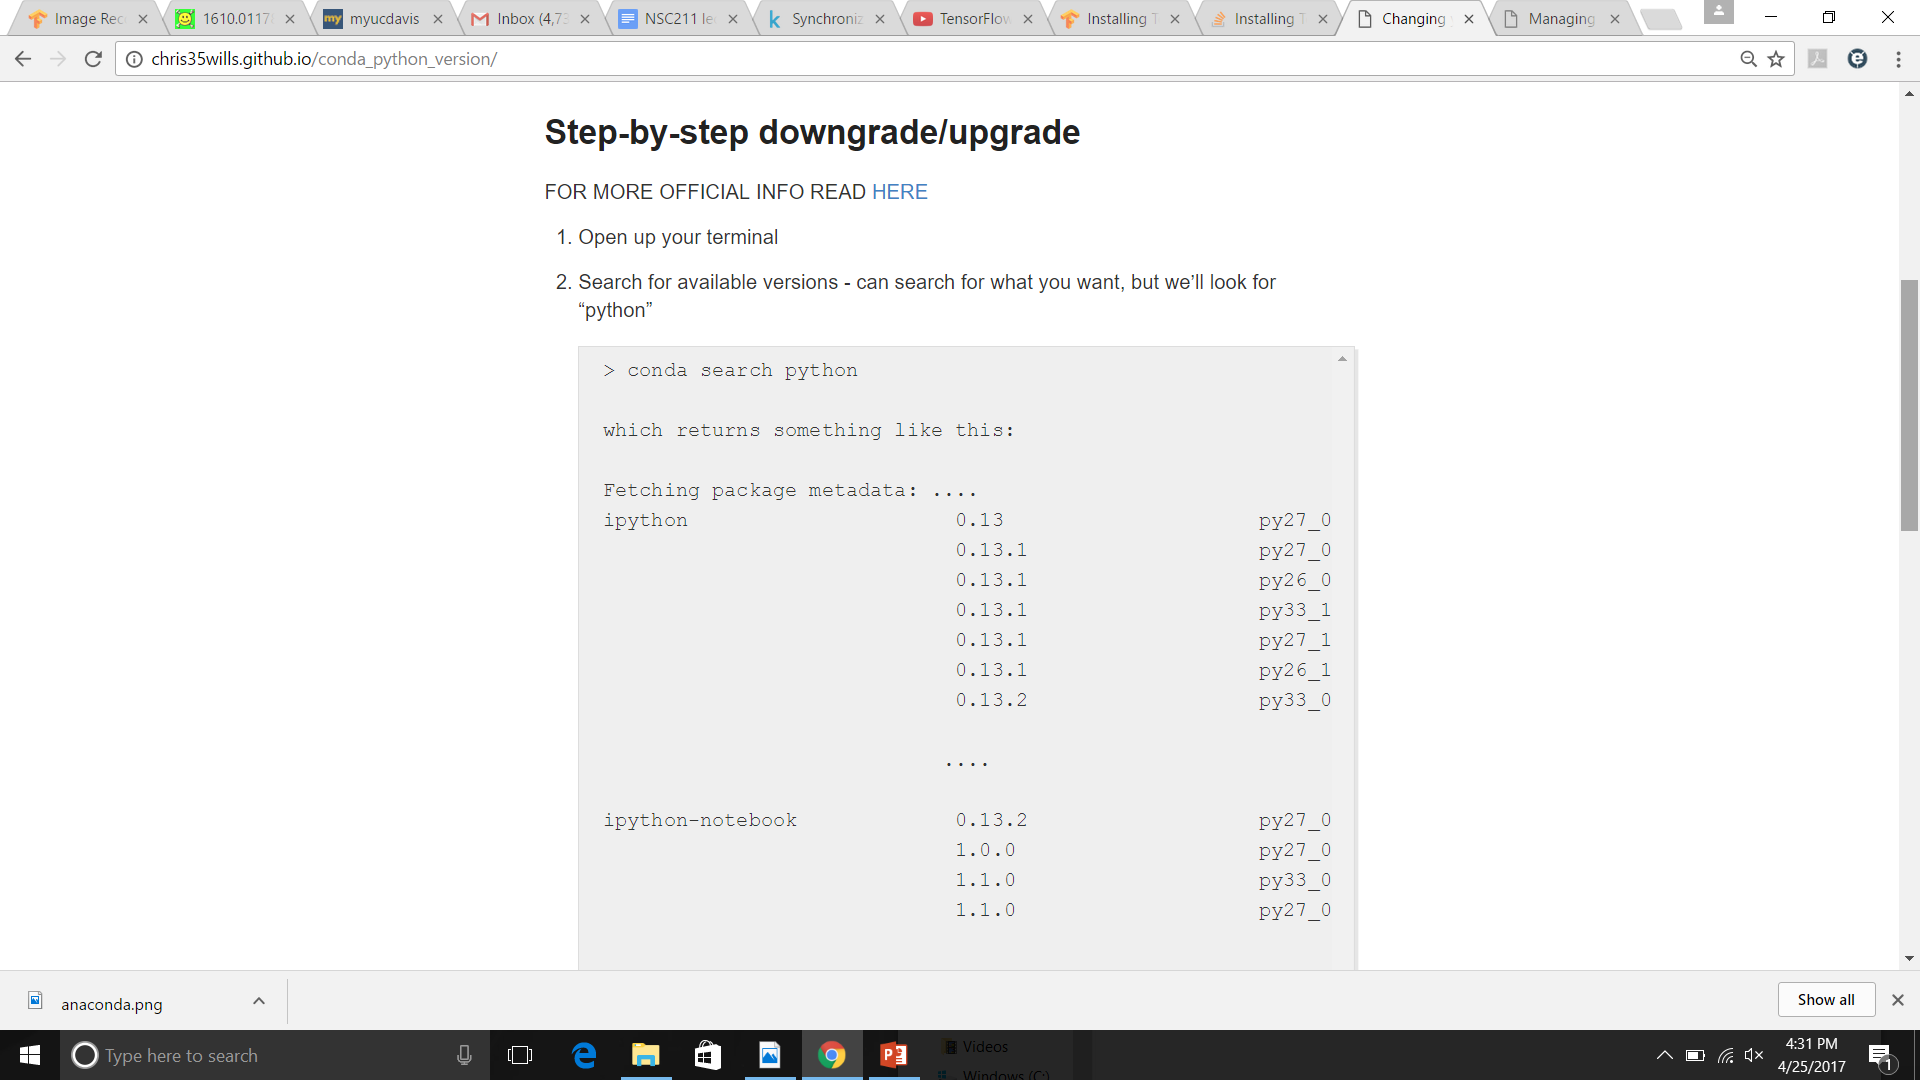 Image Rec
1610.0117
my myucdavis
Inbox (4,73
NSC211 le
k Synchroniz
TensorFlow
Installing T
Installing T
Changing
Managing
chris35wills.github.io/conda_python_version/
Step-by-step downgrade/upgrade
FOR MORE OFFICIAL INFO READ HERE
1. Open up your terminal
2. Search for available versions - can search for what you want, but we’ll look for
“python”
> conda search python
which returns something like this:
Fetching package metadata: ....
ipython 0.13 py27_0
0.13.1 py27_0
0.13.1 py26_0
0.13.1 py33_1
0.13.1 py27_1
0.13.1 py26_1
0.13.2 py33_0
....
ipython-notebook 0.13.2 py27_0
1.0.0 py27_0
1.1.0 py33_0
1.1.0 py27_0
anaconda.png
Show all
Type here to search
Videos
Windows (C:)
4:31 PM
4/25/2017
1